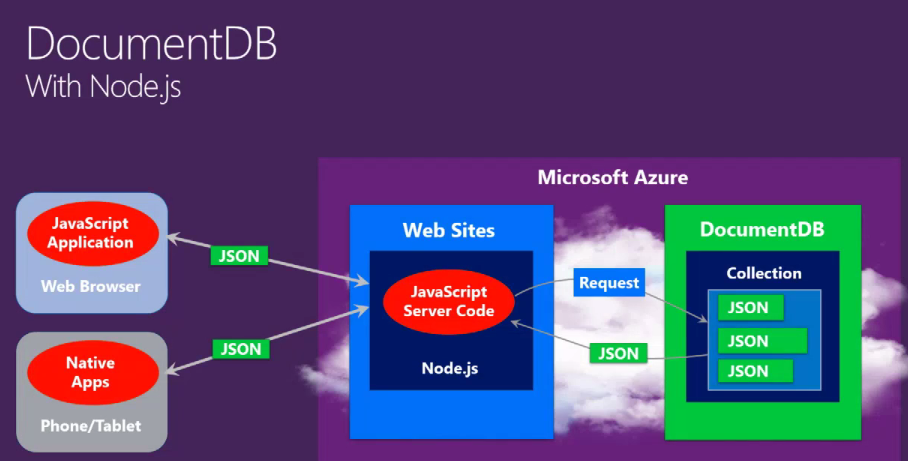 DocumentDB
With Node.js
Microsoft Azure
JavaScript
Application
Web Browser
JSON
Native
Apps
Phone/Tablet
JSON
Web Sites
JavaScript
Server Code
Node.js
Request
JSON
DocumentDB
Collection
JSON
JSON
JSON